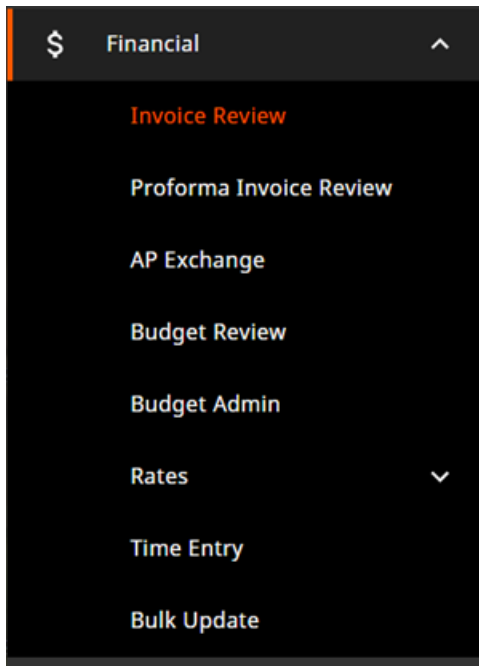 $ Financial
Invoice Review
Proforma Invoice Review
AP Exchange
Budget Review
Budget Admin
Rates
Time Entry
Bulk Update